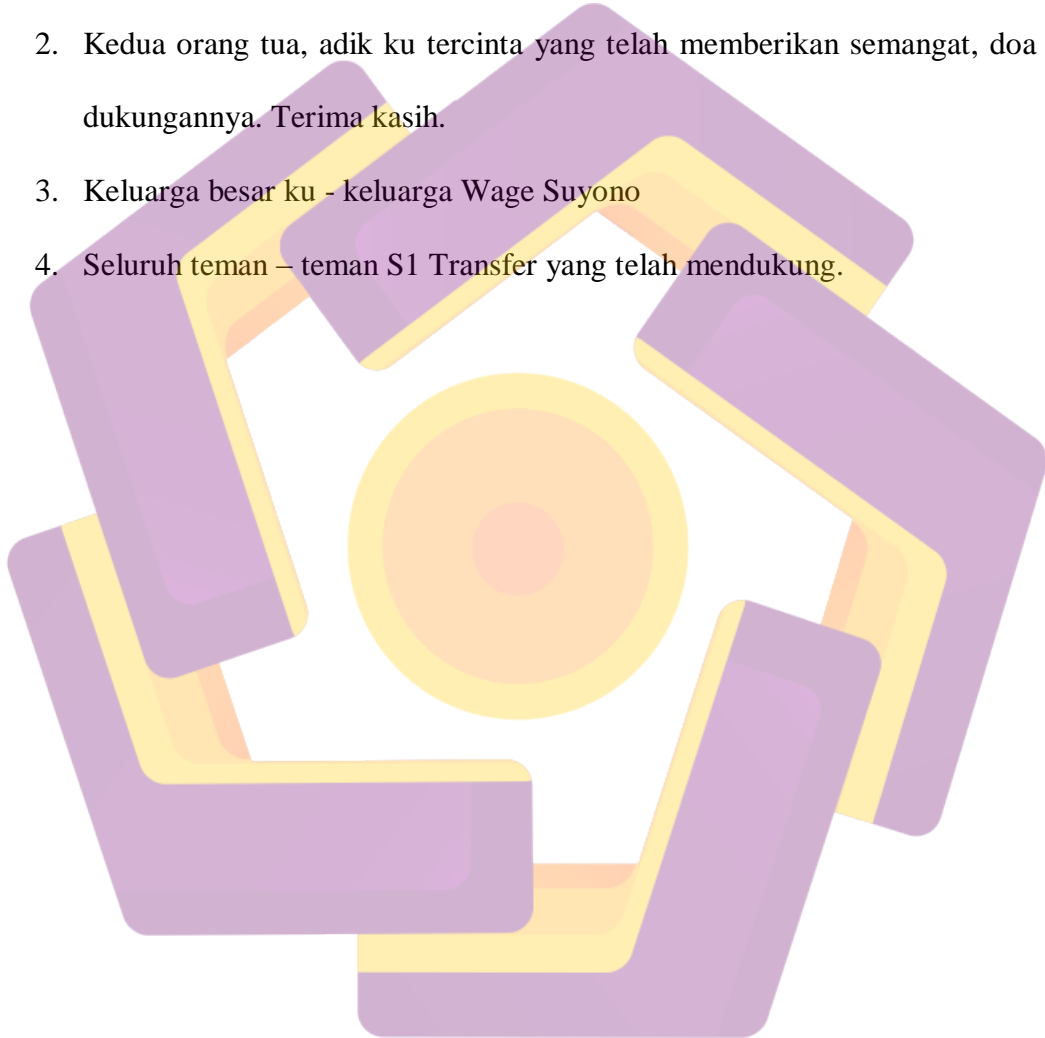 2. Kedua orang tua, adik ku tercinta yang telah memberikan semangat, doa
dukungannya. Terima kasih.
3. Keluarga besar ku - keluarga Wage Suyono
4. Seluruh teman – teman S1 Transfer yang telah mendukung.